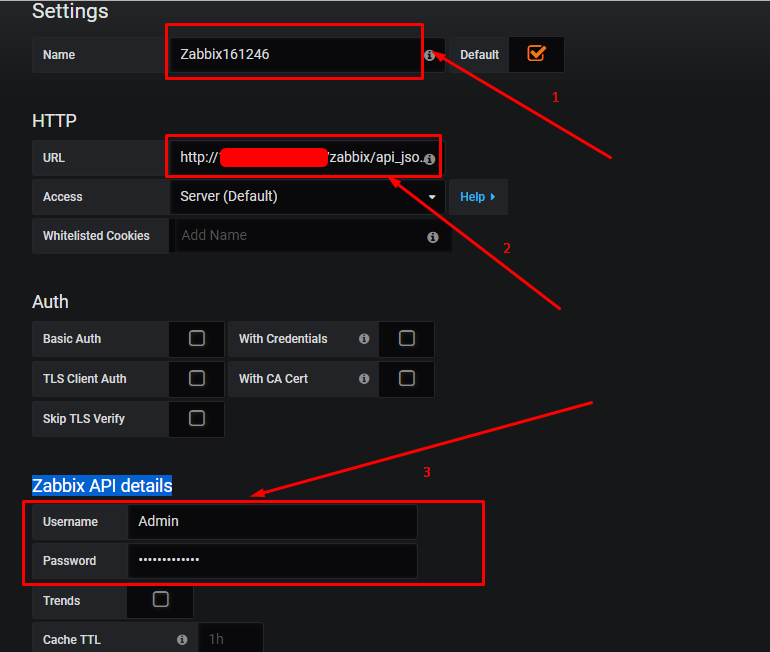 Settings
Name Zabbix161246 Default
1
HTTP
URL http:// /zabbix/api_jso..
Access Server (Default) Help
Whitelisted Cookies Add Name
2
Auth
Basic Auth With Credentials
TLS Client Auth With CA Cert
Skip TLS Verify
3
Zabbix API details
Username Admin
Password •••••••••••••
Trends
Cache TTL 1h